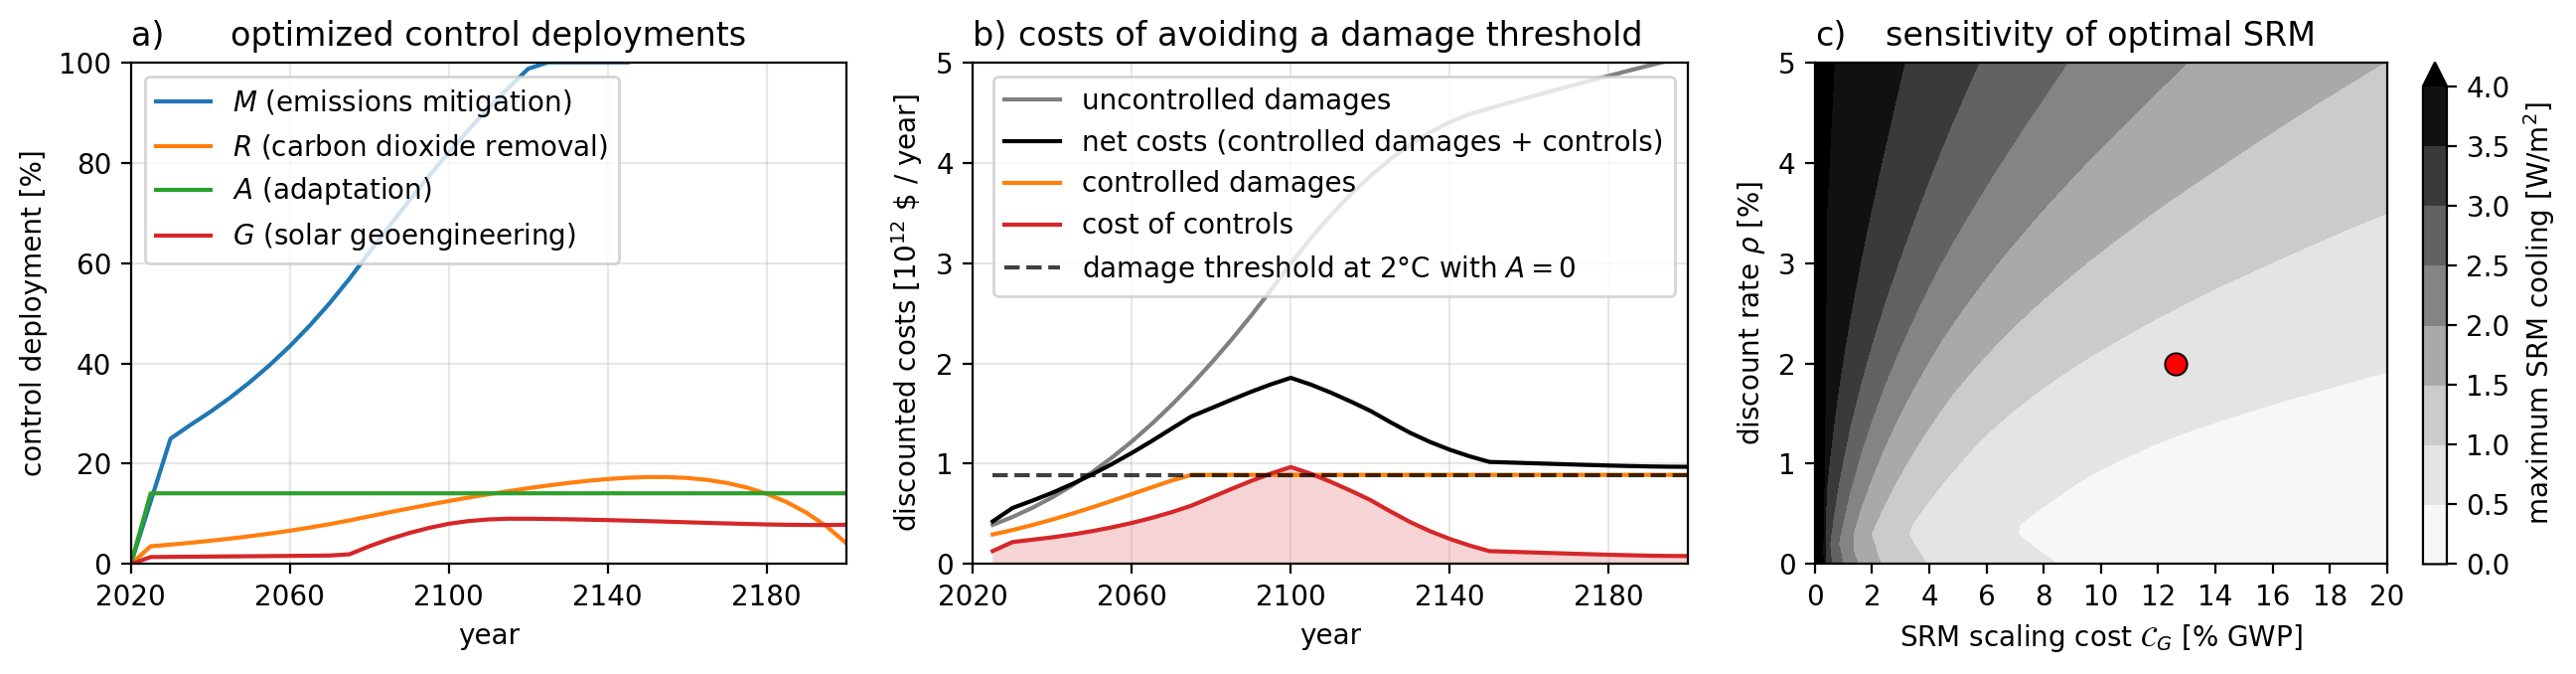 a) optimized control deployments
100
80
60
40
20
0
control deployment [%]
M (emissions mitigation)
R (carbon dioxide removal)
A (adaptation)
G (solar geoengineering)
2020 2060 2100 2140 2180
year
b) costs of avoiding a damage threshold
5
4
3
2
1
0
discounted costs [10¹² $ / year]
uncontrolled damages
net costs (controlled damages + controls)
controlled damages
cost of controls
damage threshold at 2°C with A = 0
2020 2060 2100 2140 2180
year
c) sensitivity of optimal SRM
5
4
3
2
1
0
discount rate ρ [%]
0 2 4 6 8 10 12 14 16 18 20
SRM scaling cost 𝒞_G [% GWP]
4.0
3.5
3.0
2.5
2.0
1.5
1.0
0.5
0.0
maximum SRM cooling [W/m²]